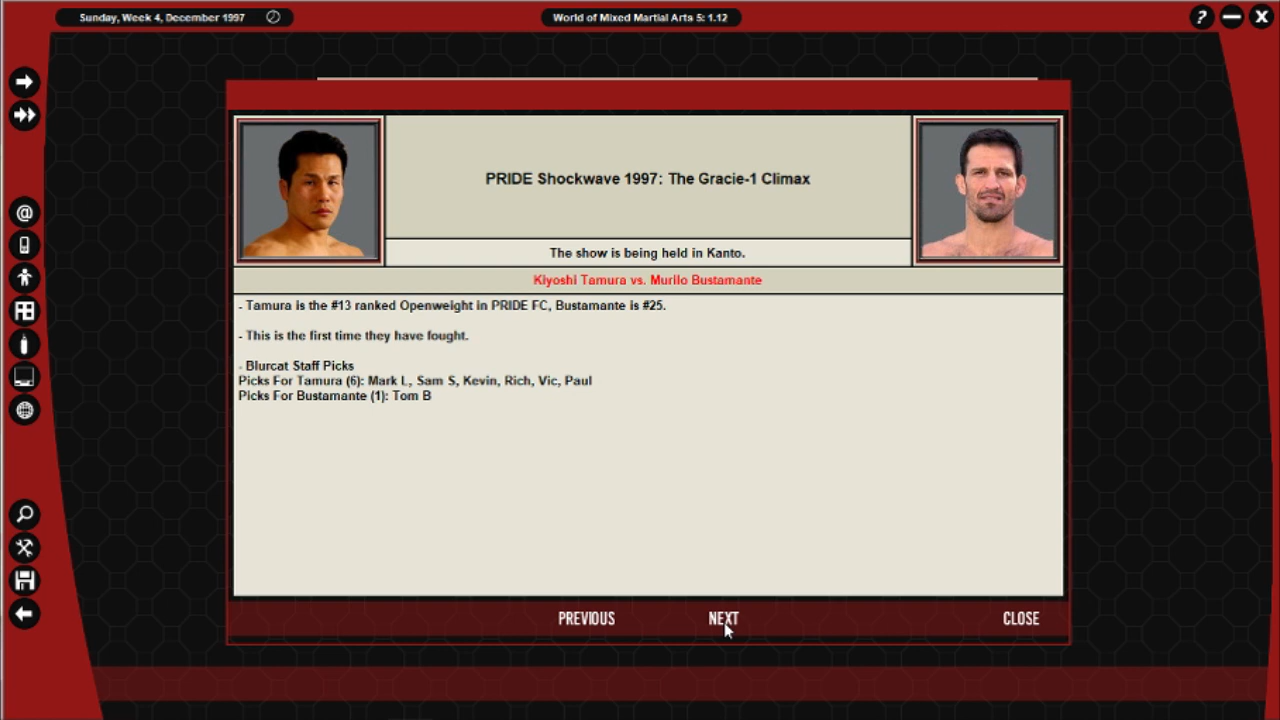 Sunday, Week 4, December 1997
World of Mixed Martial Arts 5: 1.12
?
X
@
PRIDE Shockwave 1997: The Gracie-1 Climax
The show is being held in Kanto.
Kiyoshi Tamura vs. Murilo Bustamante
- Tamura is the #13 ranked Openweight in PRIDE FC, Bustamante is #25.
- This is the first time they have fought.
- Blurcat Staff Picks
Picks For Tamura (6): Mark L, Sam S, Kevin, Rich, Vic, Paul
Picks For Bustamante (1): Tom B
PREVIOUS
NEXT
CLOSE